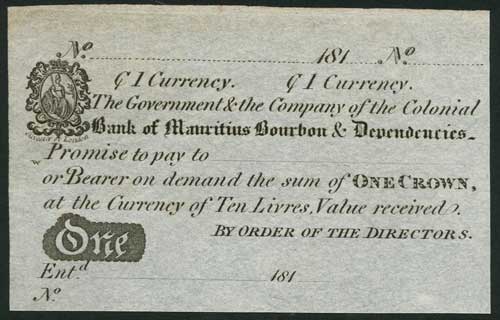 No. 181 No.
₵ 1 Currency. ₵ 1 Currency.
The Government & the Company of the Colonial
Bank of Mauritius Bourbon & Dependencies
Promise to pay to
or Bearer on demand the sum of ONE CROWN,
at the Currency of Ten Livres, Value received.
One
BY ORDER OF THE DIRECTORS.
Ent.d 181
No.